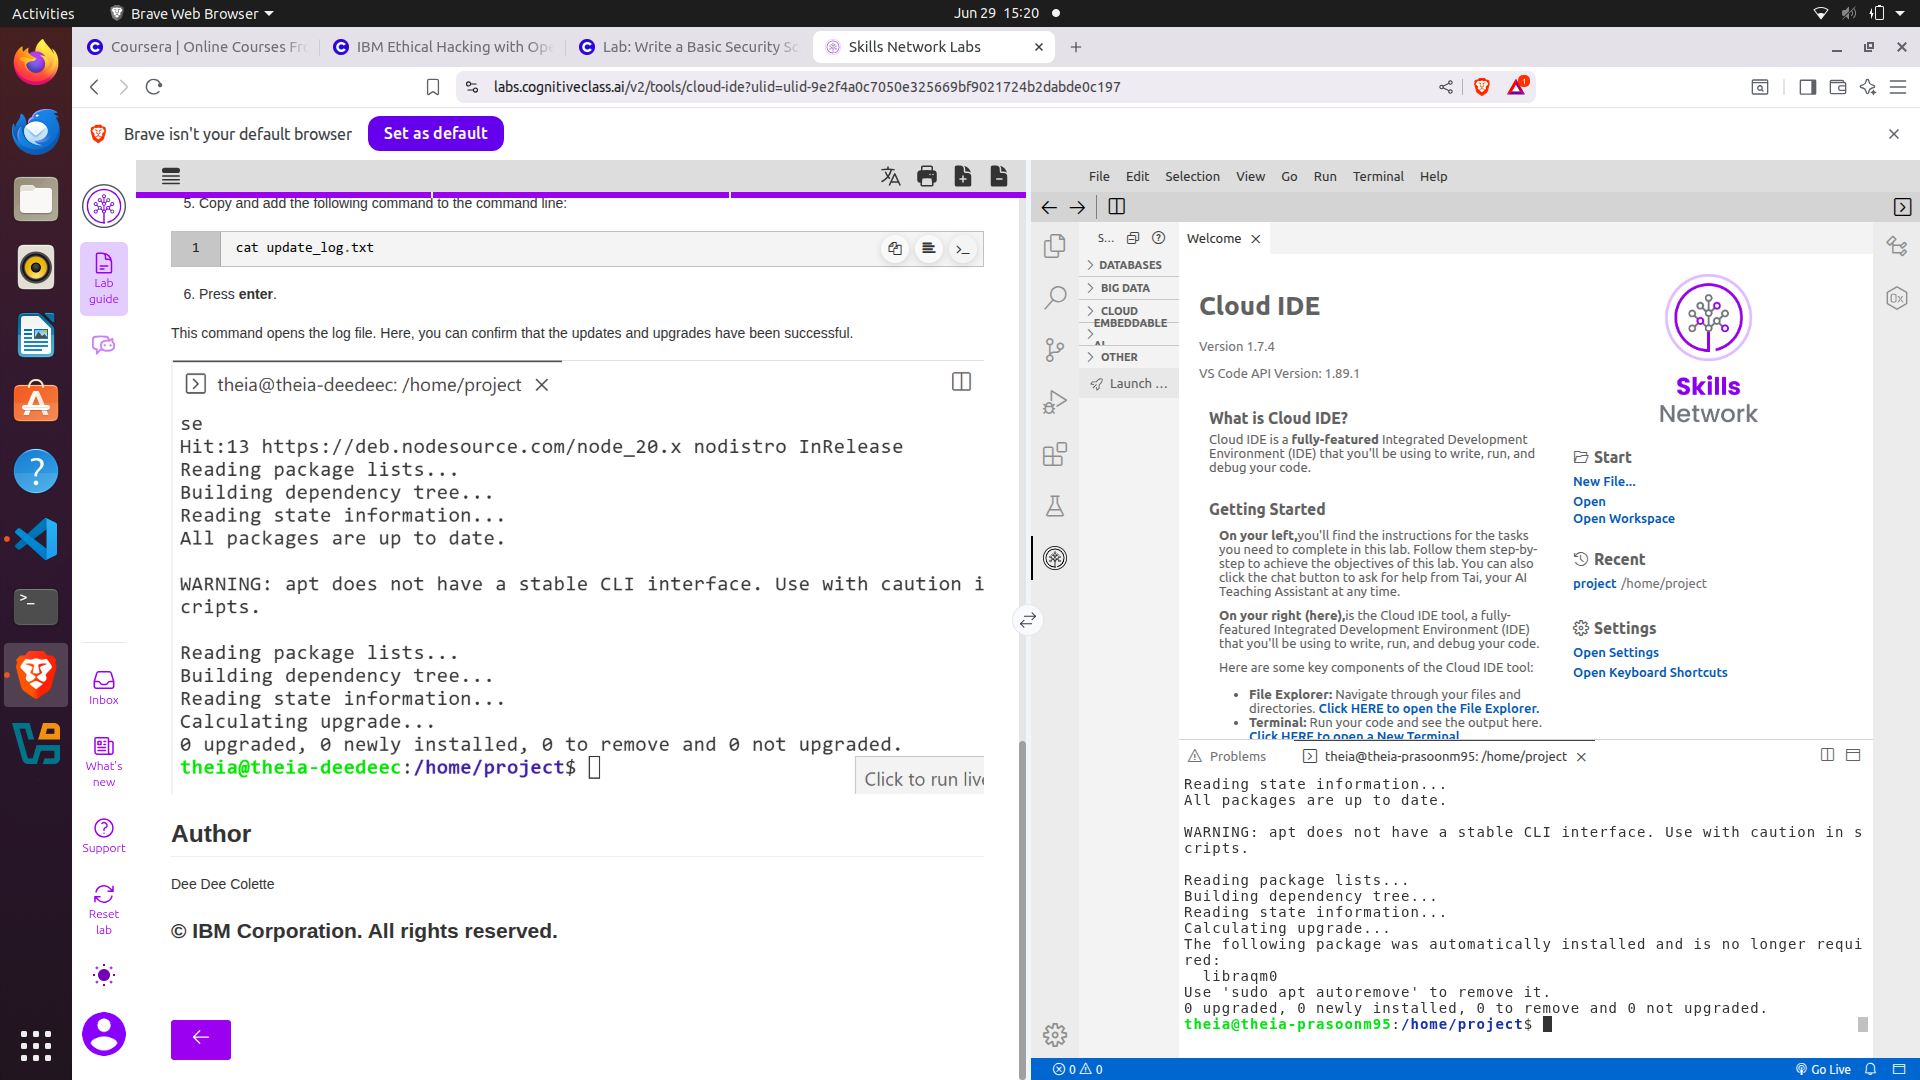 Activities
Brave Web Browser
Jun 29 15:20
Coursera | Online Courses Fr
IBM Ethical Hacking with Ope
Lab: Write a Basic Security Sc
Skills Network Labs
labs.cognitiveclass.ai/v2/tools/cloud-ide?ulid=ulid-9e2f4a0c7050e325669bf9021724b2dabde0c197
1
Brave isn't your default browser
Set as default
Lab guide
Inbox
What's new
Support
Reset lab
5. Copy and add the following command to the command line:
1 cat update_log.txt
6. Press enter.
This command opens the log file. Here, you can confirm that the updates and upgrades have been successful.
theia@theia-deedeec: /home/project
se
Hit:13 https://deb.nodesource.com/node_20.x nodistro InRelease
Reading package lists...
Building dependency tree...
Reading state information...
All packages are up to date.
WARNING: apt does not have a stable CLI interface. Use with caution i
cripts.
Reading package lists...
Building dependency tree...
Reading state information...
Calculating upgrade...
0 upgraded, 0 newly installed, 0 to remove and 0 not upgraded.
theia@theia-deedeec:/home/project$
Click to run live
Author
Dee Dee Colette
© IBM Corporation. All rights reserved.
File Edit Selection View Go Run Terminal Help
S...
DATABASES
BIG DATA
CLOUD
EMBEDDABLE
AI
OTHER
Launch ...
Welcome
Cloud IDE
Version 1.7.4
VS Code API Version: 1.89.1
What is Cloud IDE?
Cloud IDE is a fully-featured Integrated Development
Environment (IDE) that you'll be using to write, run, and
debug your code.
Getting Started
On your left,you'll find the instructions for the tasks
you need to complete in this lab. Follow them step-by-
step to achieve the objectives of this lab. You can also
click the chat button to ask for help from Tai, your AI
Teaching Assistant at any time.
On your right (here),is the Cloud IDE tool, a fully-
featured Integrated Development Environment (IDE)
that you'll be using to write, run, and debug your code.
Here are some key components of the Cloud IDE tool:
• File Explorer: Navigate through your files and
directories. Click HERE to open the File Explorer.
• Terminal: Run your code and see the output here.
Click HERE to open a New Terminal
Skills
Network
Start
New File...
Open
Open Workspace
Recent
project /home/project
Settings
Open Settings
Open Keyboard Shortcuts
0x
Problems
theia@theia-prasoonm95: /home/project
Reading state information...
All packages are up to date.
WARNING: apt does not have a stable CLI interface. Use with caution in s
cripts.
Reading package lists...
Building dependency tree...
Reading state information...
Calculating upgrade...
The following package was automatically installed and is no longer requi
red:
libraqm0
Use 'sudo apt autoremove' to remove it.
0 upgraded, 0 newly installed, 0 to remove and 0 not upgraded.
theia@theia-prasoonm95:/home/project$
0 0
Go Live